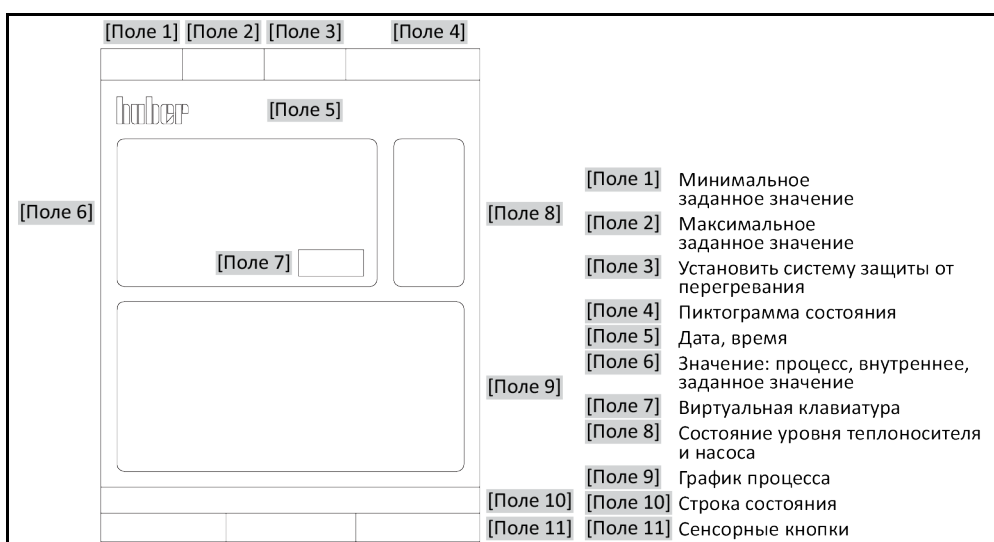 [Поле 1] [Поле 2] [Поле 3] [Поле 4]
huber
[Поле 5]
[Поле 6]
[Поле 7]
[Поле 8]
[Поле 9]
[Поле 10]
[Поле 11]
[Поле 1] Минимальное
заданное значение
[Поле 2] Максимальное
заданное значение
[Поле 3] Установить систему защиты от
перегревания
[Поле 4] Пиктограмма состояния
[Поле 5] Дата, время
[Поле 6] Значение: процесс, внутреннее,
заданное значение
[Поле 7] Виртуальная клавиатура
[Поле 8] Состояние уровня теплоносителя
и насоса
[Поле 9] График процесса
[Поле 10] Строка состояния
[Поле 11] Сенсорные кнопки